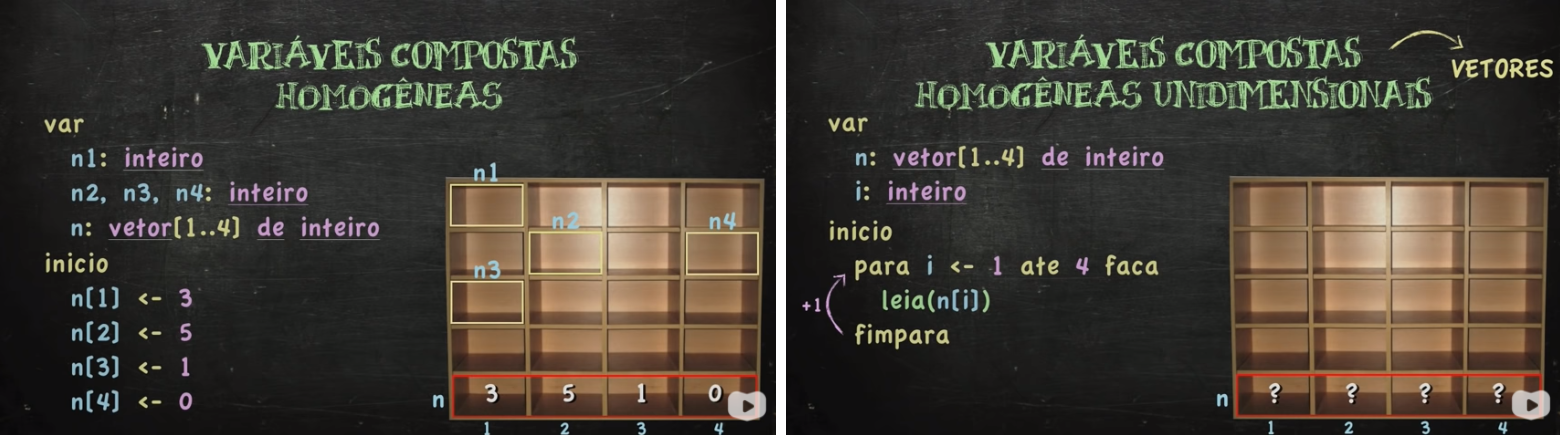 VARIÁVEIS COMPOSTAS
HOMOGÊNEAS
var
n1: inteiro
n2, n3, n4: inteiro
n: vetor[1..4] de inteiro
inicio
n[1] <- 3
n[2] <- 5
n[3] <- 1
n[4] <- 0
n1
n2
n4
n3
n 3 5 1 0
1 2 3 4
VARIÁVEIS COMPOSTAS
HOMOGÊNEAS UNIDIMENSIONAIS
VETORES
var
n: vetor[1..4] de inteiro
i: inteiro
inicio
para i <- 1 ate 4 faca
leia(n[i])
+1
fimpara
n ? ? ? ?
1 2 3 4